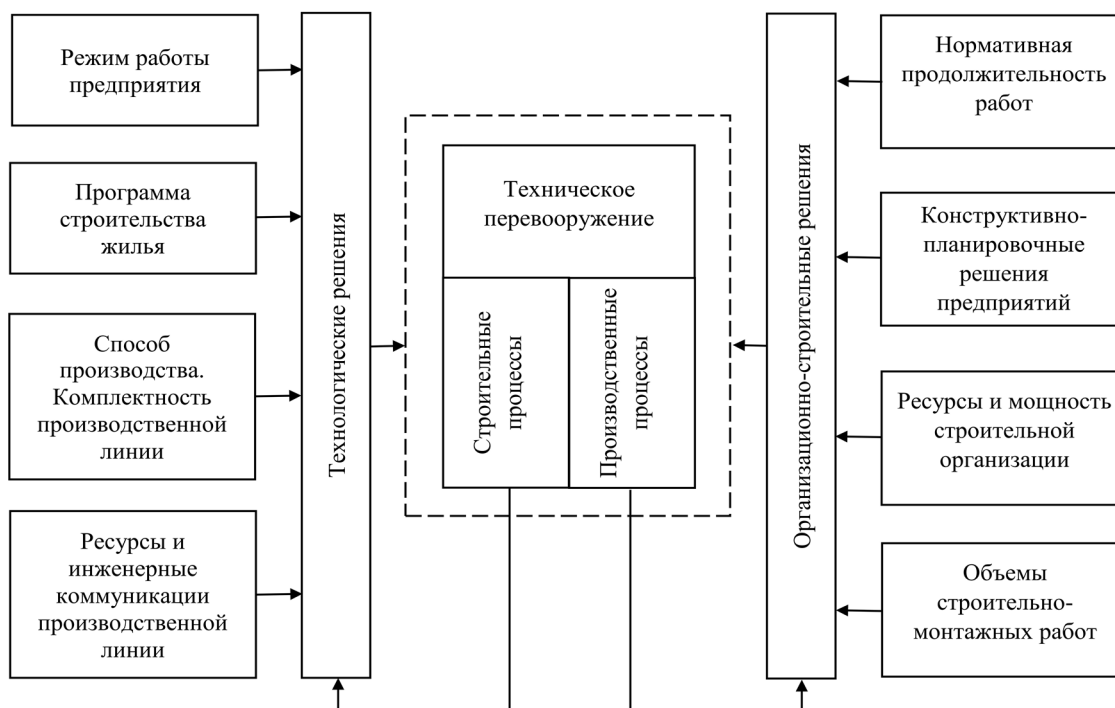 Режим работы
предприятия
Программа
строительства
жилья
Способ
производства.
Комплектность
производственной
линии
Ресурсы и
инженерные
коммуникации
производственной
линии
Технологические решения
Техническое
перевооружение
Строительные
процессы
Производственные
процессы
Организационно-строительные решения
Нормативная
продолжительность
работ
Конструктивно-
планировочные
решения
предприятий
Ресурсы и мощность
строительной
организации
Объемы
строительно-
монтажных работ